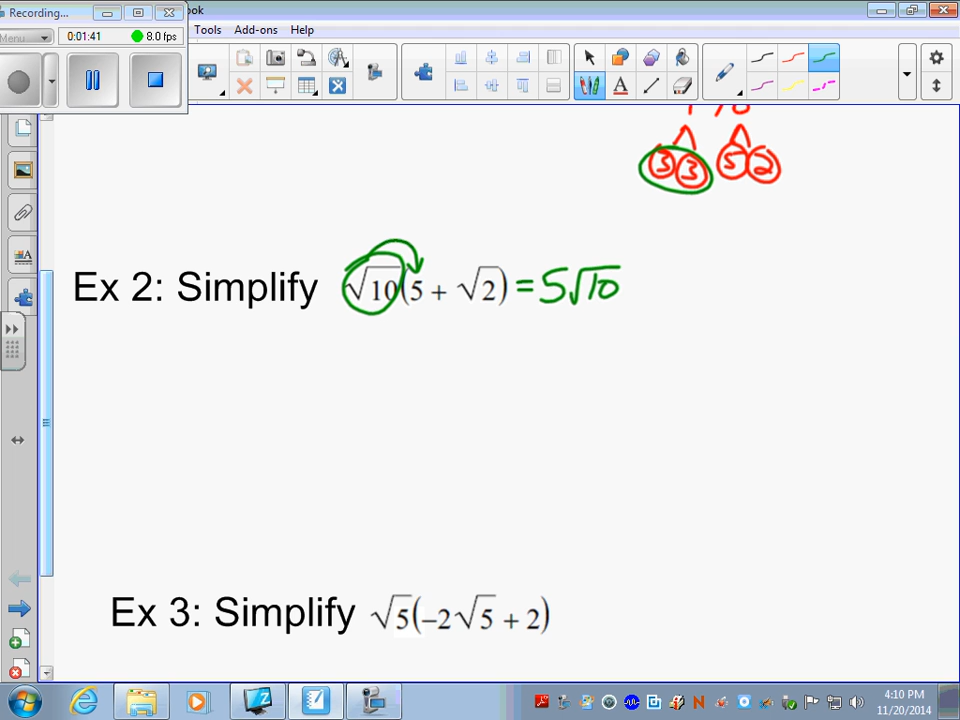 Recording...
ook
Menu
0:01:41
8.0 fps
Tools Add-ons Help
3 3 5 2
Ex 2: Simplify √10(5 + √2) = 5√10
Ex 3: Simplify √5(−2√5 + 2)
4:10 PM
11/20/2014